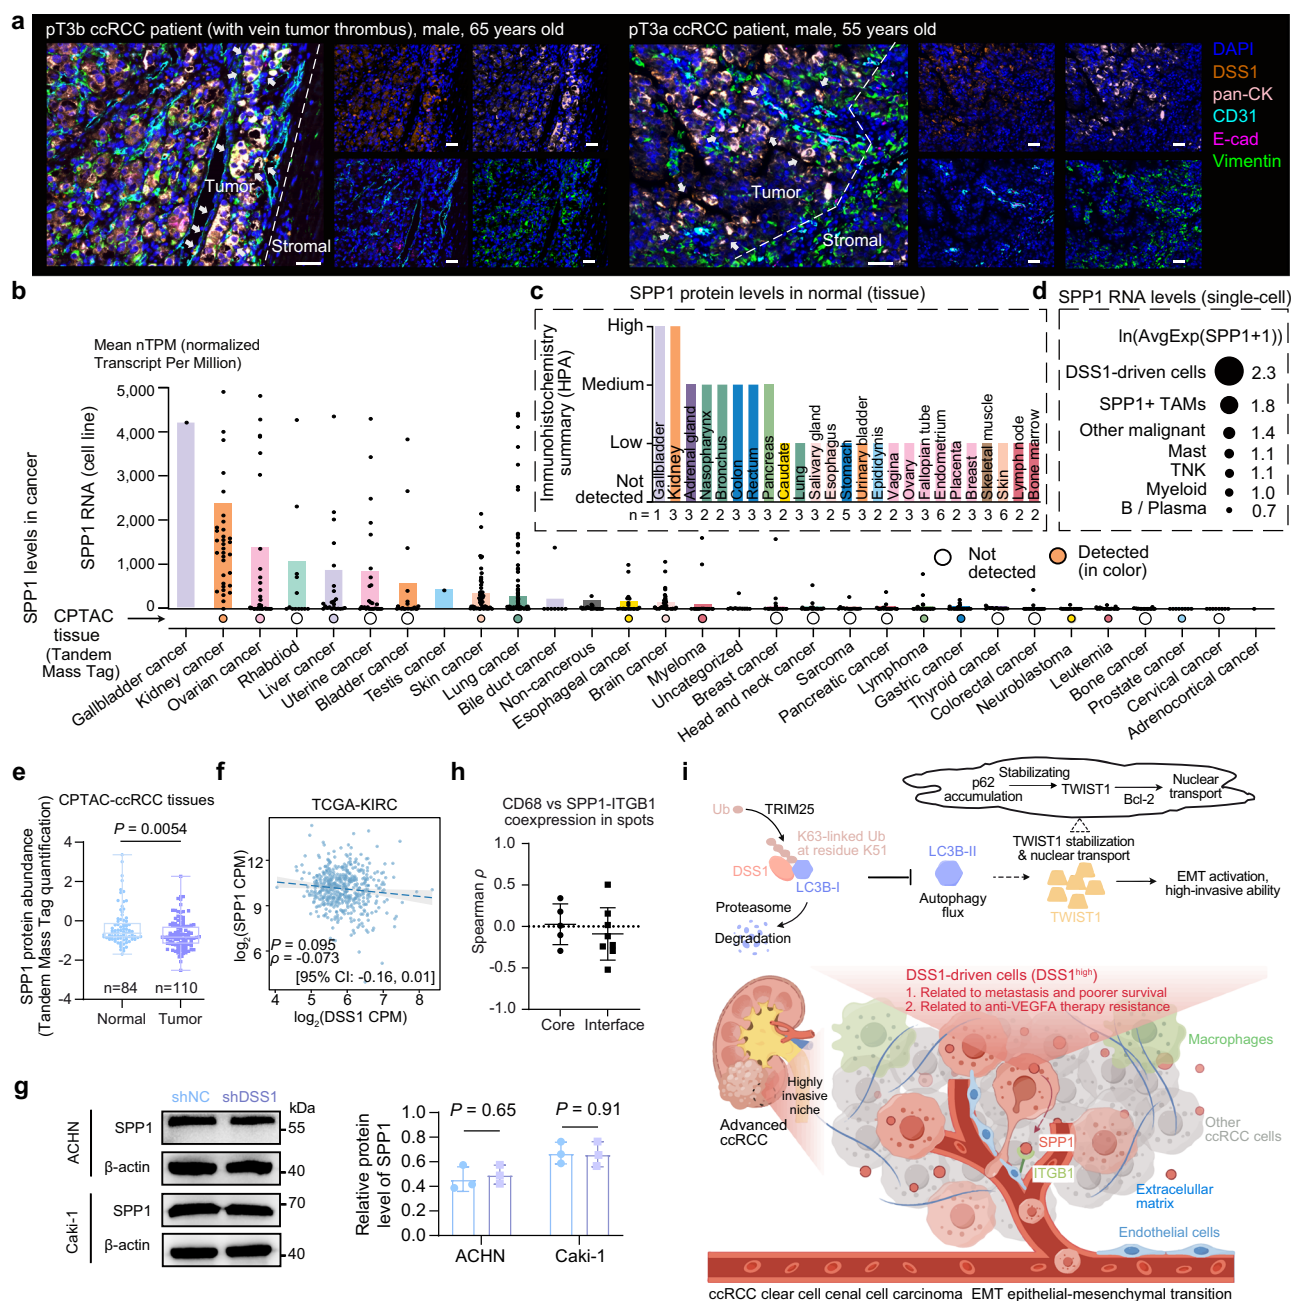 a
pT3b ccRCC patient (with vein tumor thrombus), male, 65 years old
pT3a ccRCC patient, male, 55 years old
Tumor
Stromal
Tumor
Stromal
DAPI
DSS1
pan-CK
CD31
E-cad
Vimentin
b
Mean nTPM (normalized
Transcript Per Million)
SPP1 levels in cancer
SPP1 RNA (cell line)
5,000
4,000
3,000
2,000
1,000
0
CPTAC
tissue
(Tandem
Mass Tag)
Gallbladder cancer
Kidney cancer
Ovarian cancer
Rhabdiod
Liver cancer
Uterine cancer
Bladder cancer
Testis cancer
Skin cancer
Lung cancer
Bile duct cancer
Non-cancerous
Esophageal cancer
Brain cancer
Myeloma
Uncategorized
Breast cancer
Head and neck cancer
Sarcoma
Pancreatic cancer
Lymphoma
Gastric cancer
Thyroid cancer
Colorectal cancer
Neuroblastoma
Leukemia
Bone cancer
Prostate cancer
Cervical cancer
Adrenocortical cancer
Not
detected
Detected
(in color)
c
SPP1 protein levels in normal (tissue)
Immunohistochemistry
summary (HPA)
High
Medium
Low
Not
detected
Gallbladder
Kidney
Adrenal gland
Nasopharynx
Bronchus
Colon
Rectum
Pancreas
Caudate
Lung
Salivary gland
Esophagus
Stomach
Urinary bladder
Epididymis
Vagina
Ovary
Fallopian tube
Endometrium
Placenta
Breast
Skeletal muscle
Skin
Lymph node
Bone marrow
n = 1 3 3 2 2 3 3 3 2 3 3 2 5 3 2 2 3 3 6 2 3 3 6 2 2
d
SPP1 RNA levels (single-cell)
ln(AvgExp(SPP1+1))
DSS1-driven cells 2.3
SPP1+ TAMs 1.8
Other malignant 1.4
Mast 1.1
TNK 1.1
Myeloid 1.0
B / Plasma 0.7
e
CPTAC-ccRCC tissues
P = 0.0054
SPP1 protein abundance
(Tandem Mass Tag quantification)
4
2
0
-2
-4
n=84 n=110
Normal Tumor
f
TCGA-KIRC
log2(SPP1 CPM)
12
9
6
P = 0.095
ρ = -0.073
[95% CI: -0.16, 0.01]
4 5 6 7 8
log2(DSS1 CPM)
h
CD68 vs SPP1-ITGB1
coexpression in spots
Spearman ρ
1.0
0.5
0.0
-0.5
-1.0
Core Interface
g
shNC shDSS1
kDa
ACHN
SPP1
55
β-actin
40
Caki-1
SPP1
70
β-actin
40
Relative protein
level of SPP1
P = 0.65
P = 0.91
1.0
0.8
0.6
0.4
0.2
0.0
ACHN Caki-1
i
p62
accumulation
Stabilizing
TWIST1
Bcl-2
Nuclear
transport
Ub
TRIM25
K63-linked Ub
at residue K51
DSS1
LC3B-I
Proteasome
Degradation
LC3B-II
Autophagy
flux
TWIST1 stabilization
& nuclear transport
TWIST1
EMT activation,
high-invasive ability
DSS1-driven cells (DSS1high)
1. Related to metastasis and poorer survival
2. Related to anti-VEGFA therapy resistance
Macrophages
Highly
invasive
niche
Advanced
ccRCC
Other
ccRCC cells
SPP1
ITGB1
Extracellular
matrix
Endothelial cells
ccRCC clear cell cenal cell carcinoma EMT epithelial-mesenchymal transition